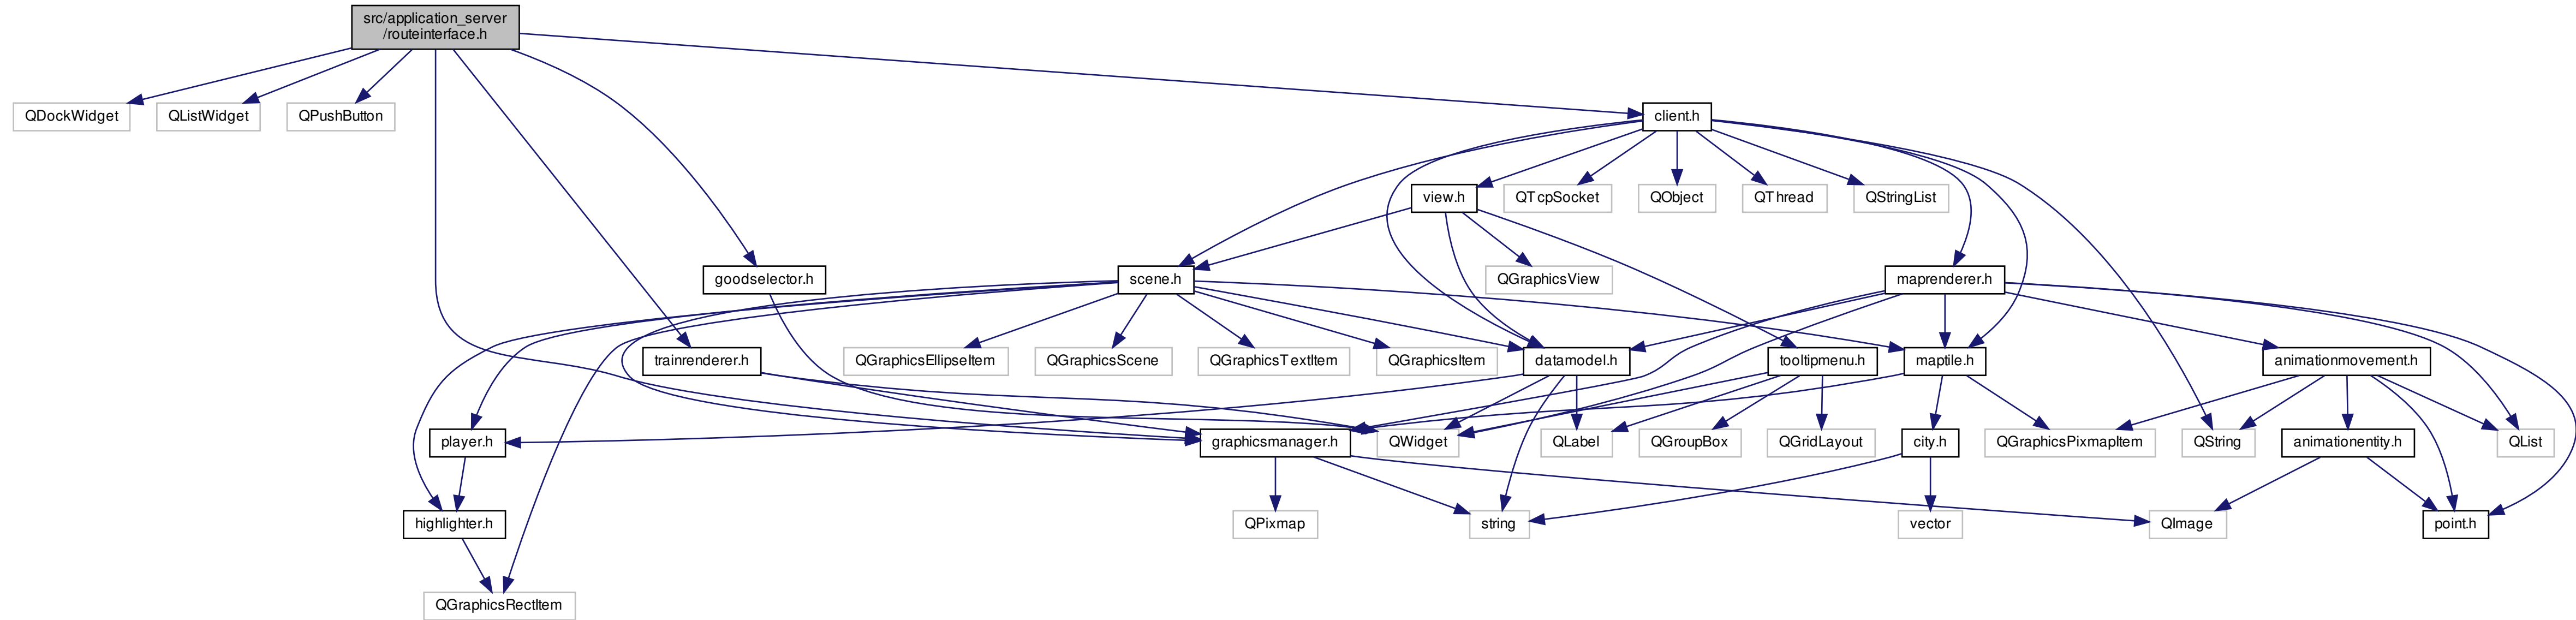 src/application_server
/routeinterface.h
QDockWidget
QListWidget
QPushButton
client.h
view.h
QTcpSocket
QObject
QThread
QStringList
goodselector.h
scene.h
QGraphicsView
maprenderer.h
trainrenderer.h
QGraphicsEllipseItem
QGraphicsScene
QGraphicsTextItem
QGraphicsItem
datamodel.h
tooltipmenu.h
maptile.h
animationmovement.h
player.h
graphicsmanager.h
QWidget
QLabel
QGroupBox
QGridLayout
city.h
QGraphicsPixmapItem
QString
animationentity.h
QList
highlighter.h
QPixmap
string
vector
QImage
point.h
QGraphicsRectItem